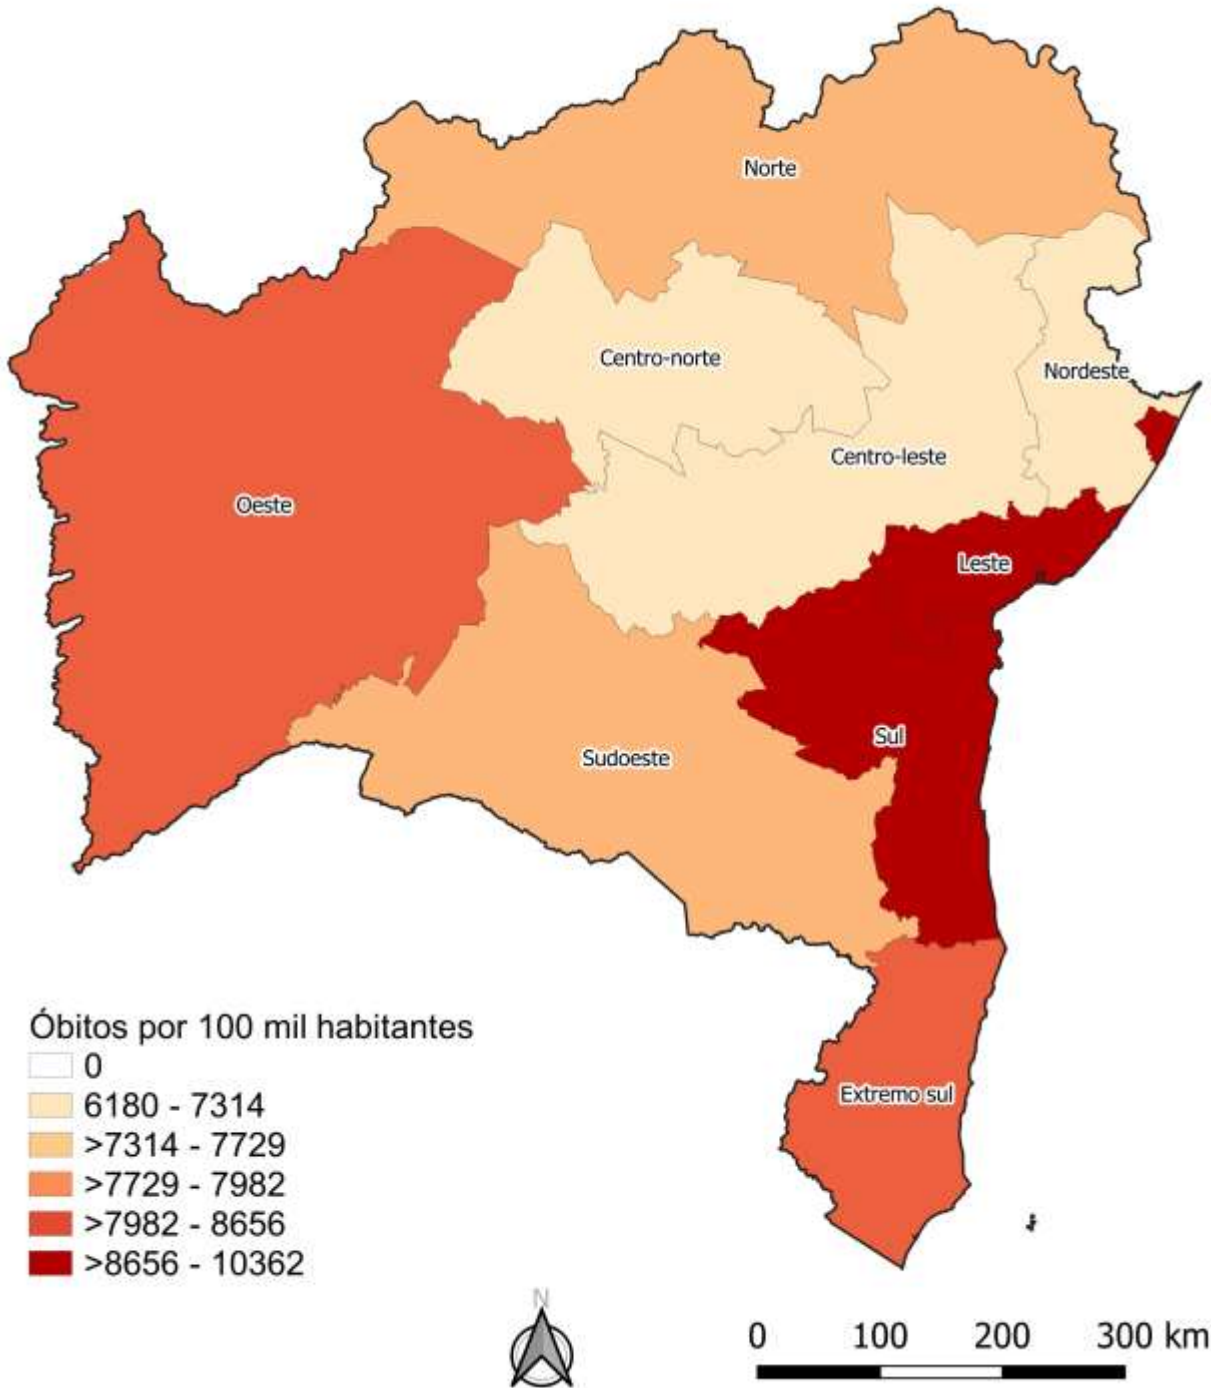 Norte
Centro-norte
Nordeste
Centro-leste
Oeste
Leste
Sul
Sudoeste
Extremo sul
Óbitos por 100 mil habitantes
0
6180 - 7314
>7314 - 7729
>7729 - 7982
>7982 - 8656
>8656 - 10362
N
0 100 200 300 km